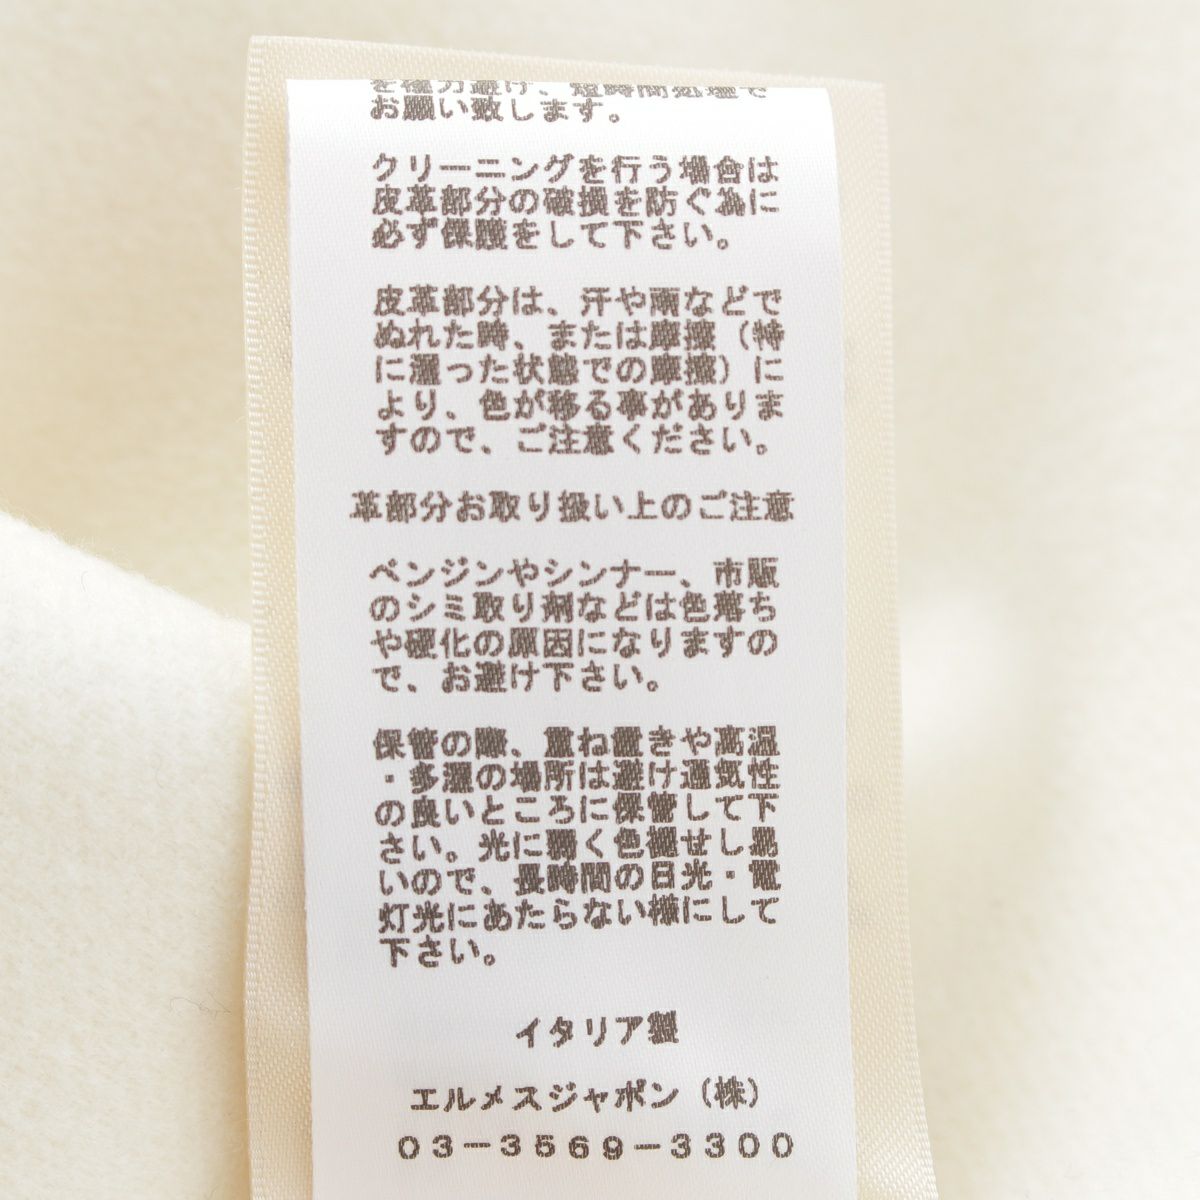 を極力避け、短時間処理で
お願い致します。
クリーニングを行う場合は
皮革部分の破損を防ぐ為に
必ず保護をして下さい。
皮革部分は、汗や雨などで
ぬれた時、または摩擦（特
に湿った状態での摩擦）に
より、色が移る事がありま
すので、ご注意ください。
革部分お取り扱い上のご注意
ベンジンやシンナー、市販
のシミ取り剤などは色落ち
や硬化の原因になりますの
で、お避け下さい。
保管の際、重ね置きや高温
・多湿の場所は避け通気性
の良いところに保管して下
さい。光に弱く色褪せし易
いので、長時間の日光・電
灯光にあたらない様にして
下さい。
イタリア製
エルメスジャポン（株）
０３－３５６９－３３００